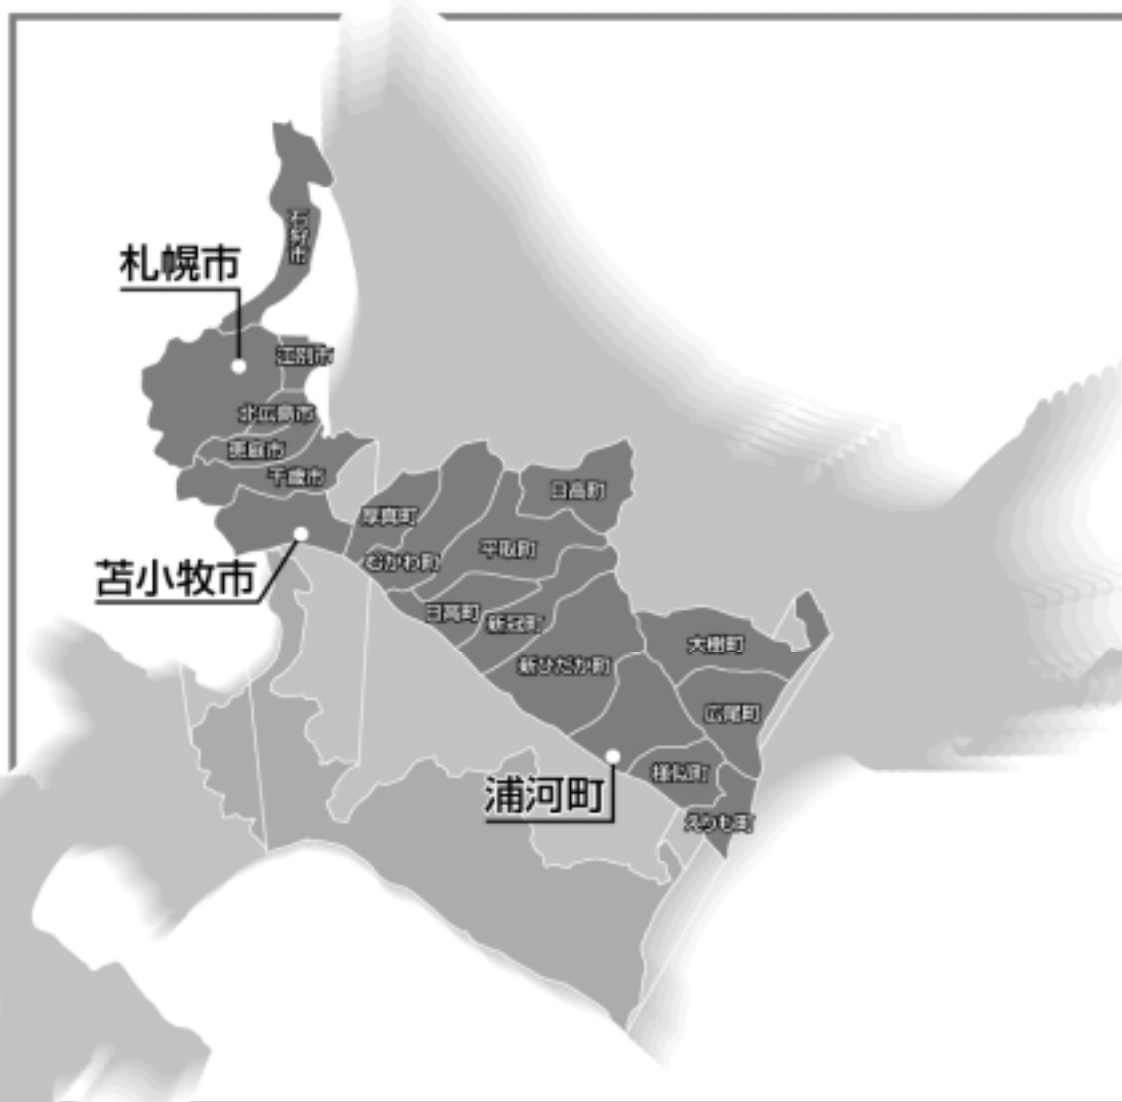 石狩市
札幌市
江別市
北広島市
恵庭市
千歳市
日高町
厚真町
平取町
むかわ町
苫小牧市
日高町
新冠町
大樹町
新ひだか町
広尾町
様似町
浦河町
えりも町